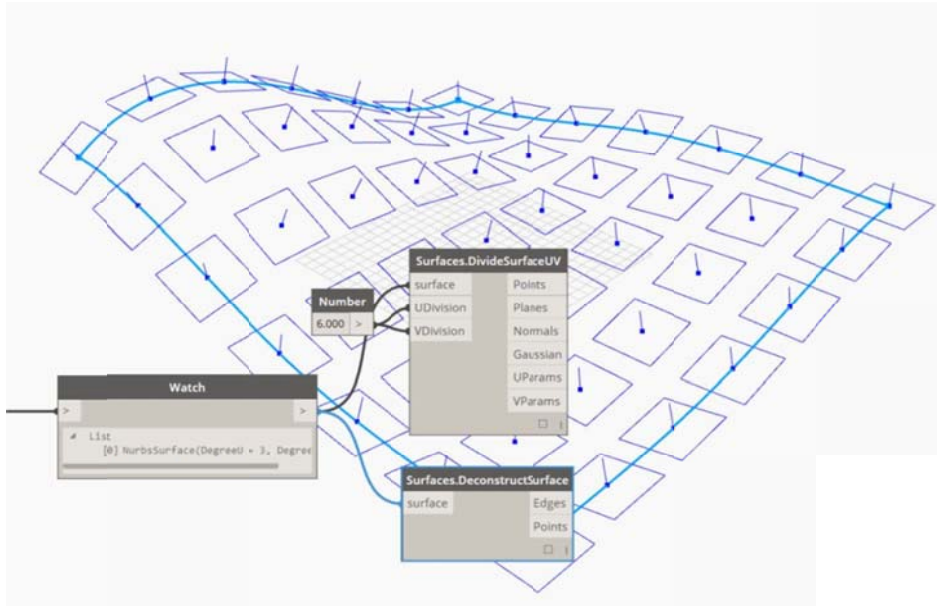 Surfaces.DivideSurfaceUV
surface
Points
UDivision
Planes
VDivision
Normals
Gaussian
UParams
VParams
Number
6.000 >
Watch
> >
List
[0] NurbsSurface(DegreeU = 3, Degree
Surfaces.DeconstructSurface
surface
Edges
Points